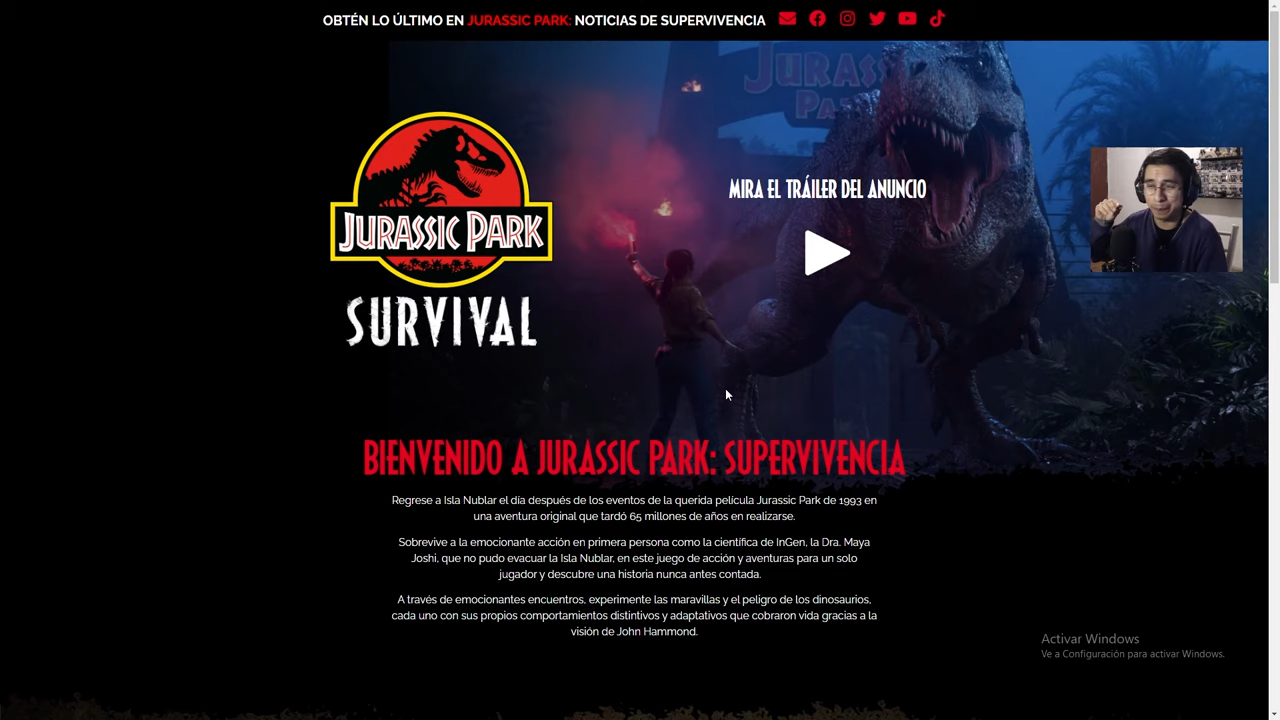 OBTÉN LO ÚLTIMO EN JURASSIC PARK: NOTICIAS DE SUPERVIVENCIA
JURASSIC
PARK
JURASSIC PARK
SURVIVAL
MIRA EL TRÁILER DEL ANUNCIO
BIENVENIDO A JURASSIC PARK: SUPERVIVENCIA
Regrese a Isla Nublar el día después de los eventos de la querida película Jurassic Park de 1993 en
una aventura original que tardó 65 millones de años en realizarse.
Sobrevive a la emocionante acción en primera persona como la científica de InGen, la Dra. Maya
Joshi, que no pudo evacuar la Isla Nublar, en este juego de acción y aventuras para un solo
jugador y descubre una historia nunca antes contada.
A través de emocionantes encuentros, experimente las maravillas y el peligro de los dinosaurios,
cada uno con sus propios comportamientos distintivos y adaptativos que cobraron vida gracias a la
visión de John Hammond.
Activar Windows
Ve a Configuración para activar Windows.